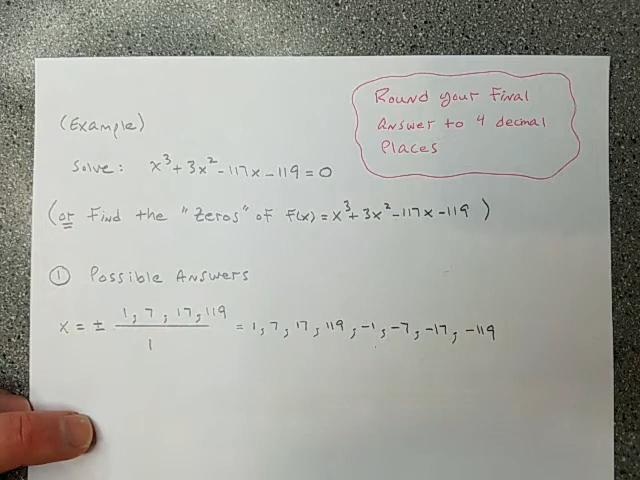 Round your Final
Answer to 4 decimal
Places
(Example)
Solve: x³+3x²-117x-119=0
(or Find the "Zeros" of f(x)=x³+3x²-117x-119)
① Possible Answers
x = ± 1, 7, 17, 119 / 1 = 1, 7, 17, 119, -1, -7, -17, -119